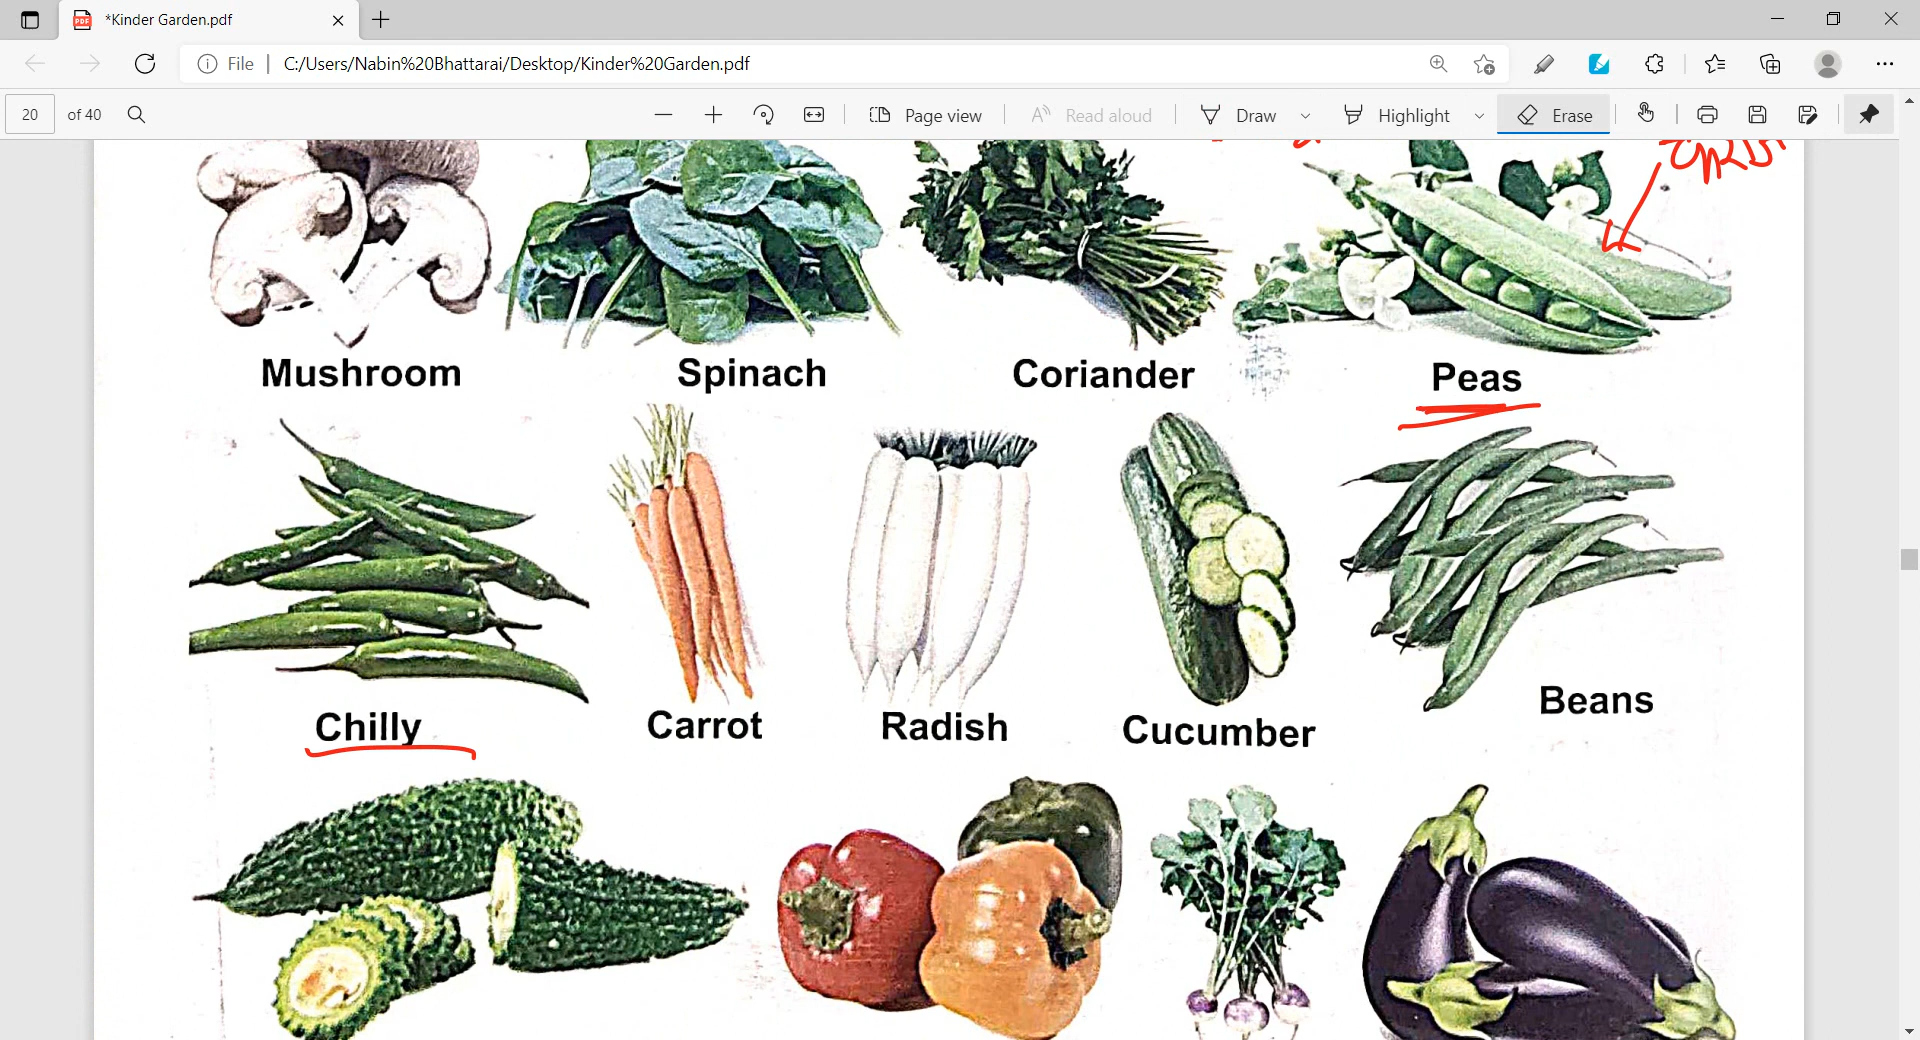 *Kinder Garden.pdf
File | C:/Users/Nabin%20Bhattarai/Desktop/Kinder%20Garden.pdf
20 of 40 Page view Read aloud Draw Highlight Erase
Mushroom Spinach Coriander Peas
Chilly Carrot Radish Cucumber Beans